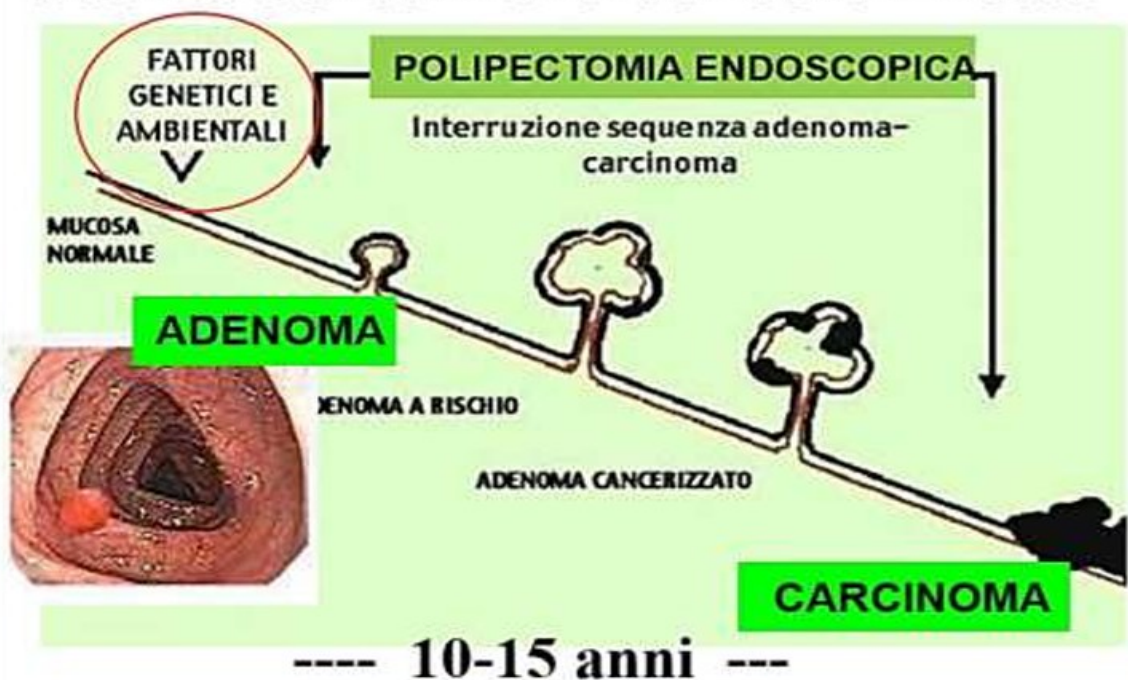 FATTORI
GENETICI E
AMBIENTALI
POLIPECTOMIA ENDOSCOPICA
Interruzione sequenza adenoma-
carcinoma
MUCOSA
NORMALE
ADENOMA
ENOMA A RISCHIO
ADENOMA CANCERIZZATO
CARCINOMA
---- 10-15 anni ---